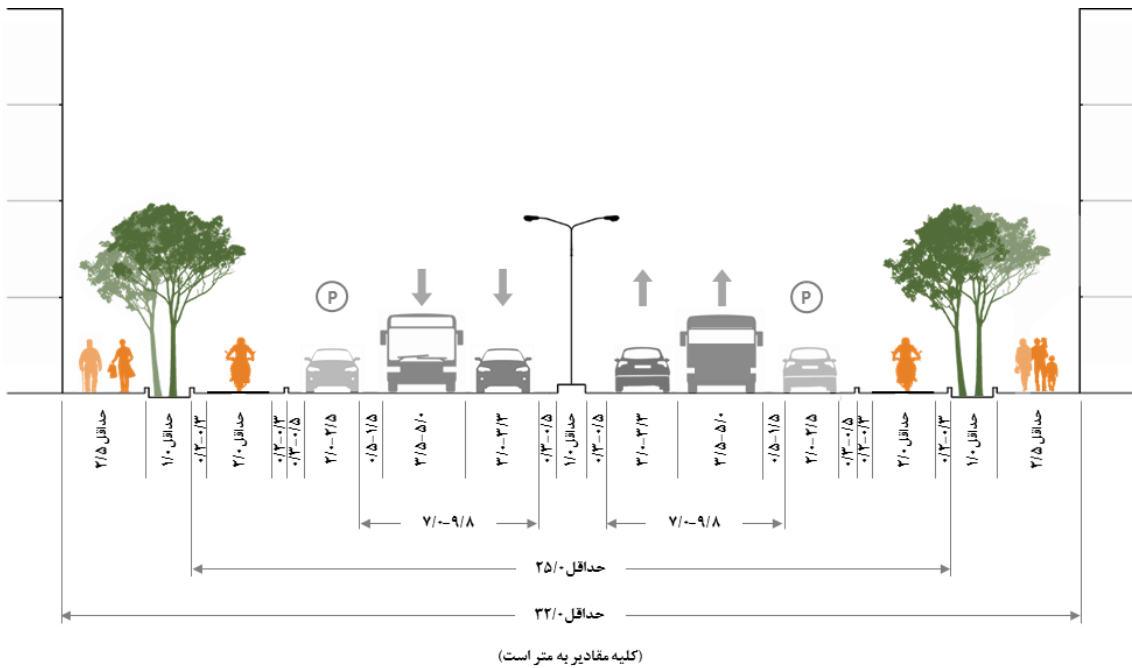 P
P
حداقل ۲/۵
حداقل ۱/۰
۰/۲-۰/۳
حداقل ۲/۰
۰/۲-۰/۳
۰/۳-۰/۵
۲/۰-۲/۵
۰/۵-۱/۵
۳/۵-۵/۰
۳/۰-۳/۳
۰/۳-۰/۵
حداقل ۱/۰
۰/۳-۰/۵
۳/۰-۳/۳
۳/۵-۵/۰
۰/۵-۱/۵
۲/۰-۲/۵
۰/۳-۰/۵
۰/۲-۰/۳
حداقل ۲/۰
۰/۲-۰/۳
حداقل ۱/۰
حداقل ۲/۵
۷/۰-۹/۸
۷/۰-۹/۸
حداقل ۲۵/۰
حداقل ۳۲/۰
(کلیه مقادیر به متر است)